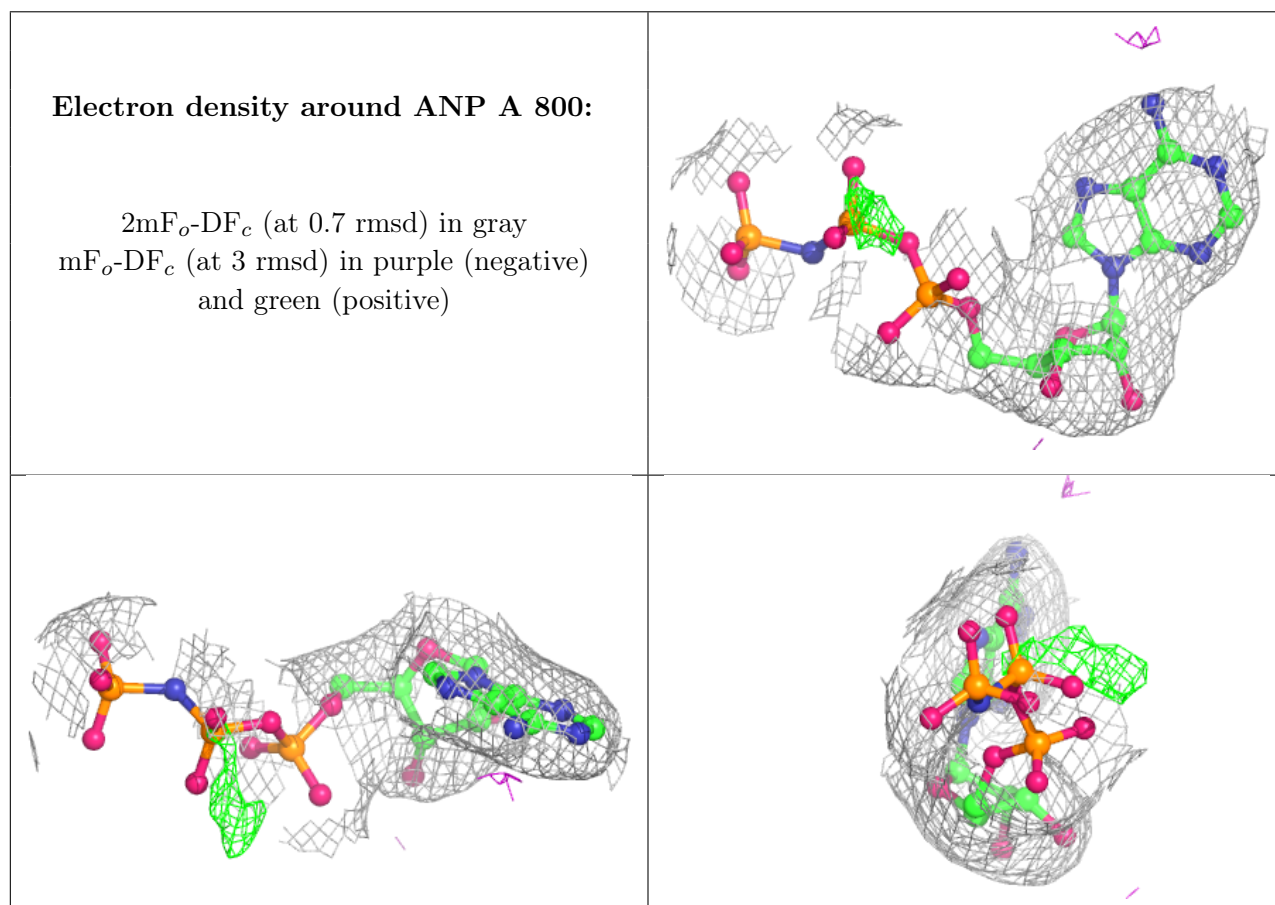 Electron density around ANP A 800:
2mFo-DFc (at 0.7 rmsd) in gray
mFo-DFc (at 3 rmsd) in purple (negative)
and green (positive)